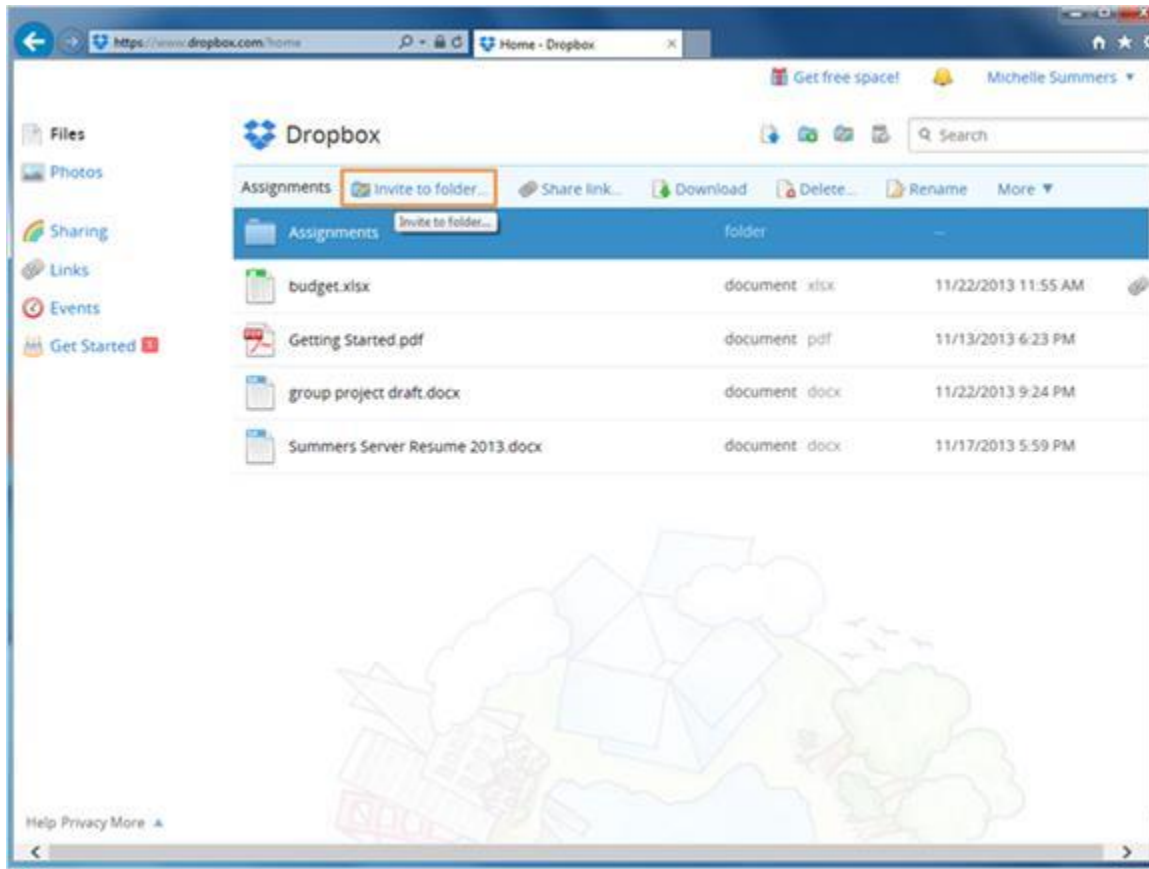 https://www.dropbox.com/home Home - Dropbox
Get free space! Michelle Summers
Files
Photos
Sharing
Links
Events
Get Started 1
Dropbox
Search
Assignments Invite to folder... Share link... Download Delete... Rename More
Invite to folder...
Assignments folder --
budget.xlsx document xlsx 11/22/2013 11:55 AM
Getting Started.pdf document pdf 11/13/2013 6:23 PM
group project draft.docx document docx 11/22/2013 9:24 PM
Summers Server Resume 2013.docx document docx 11/17/2013 5:59 PM
Help Privacy More